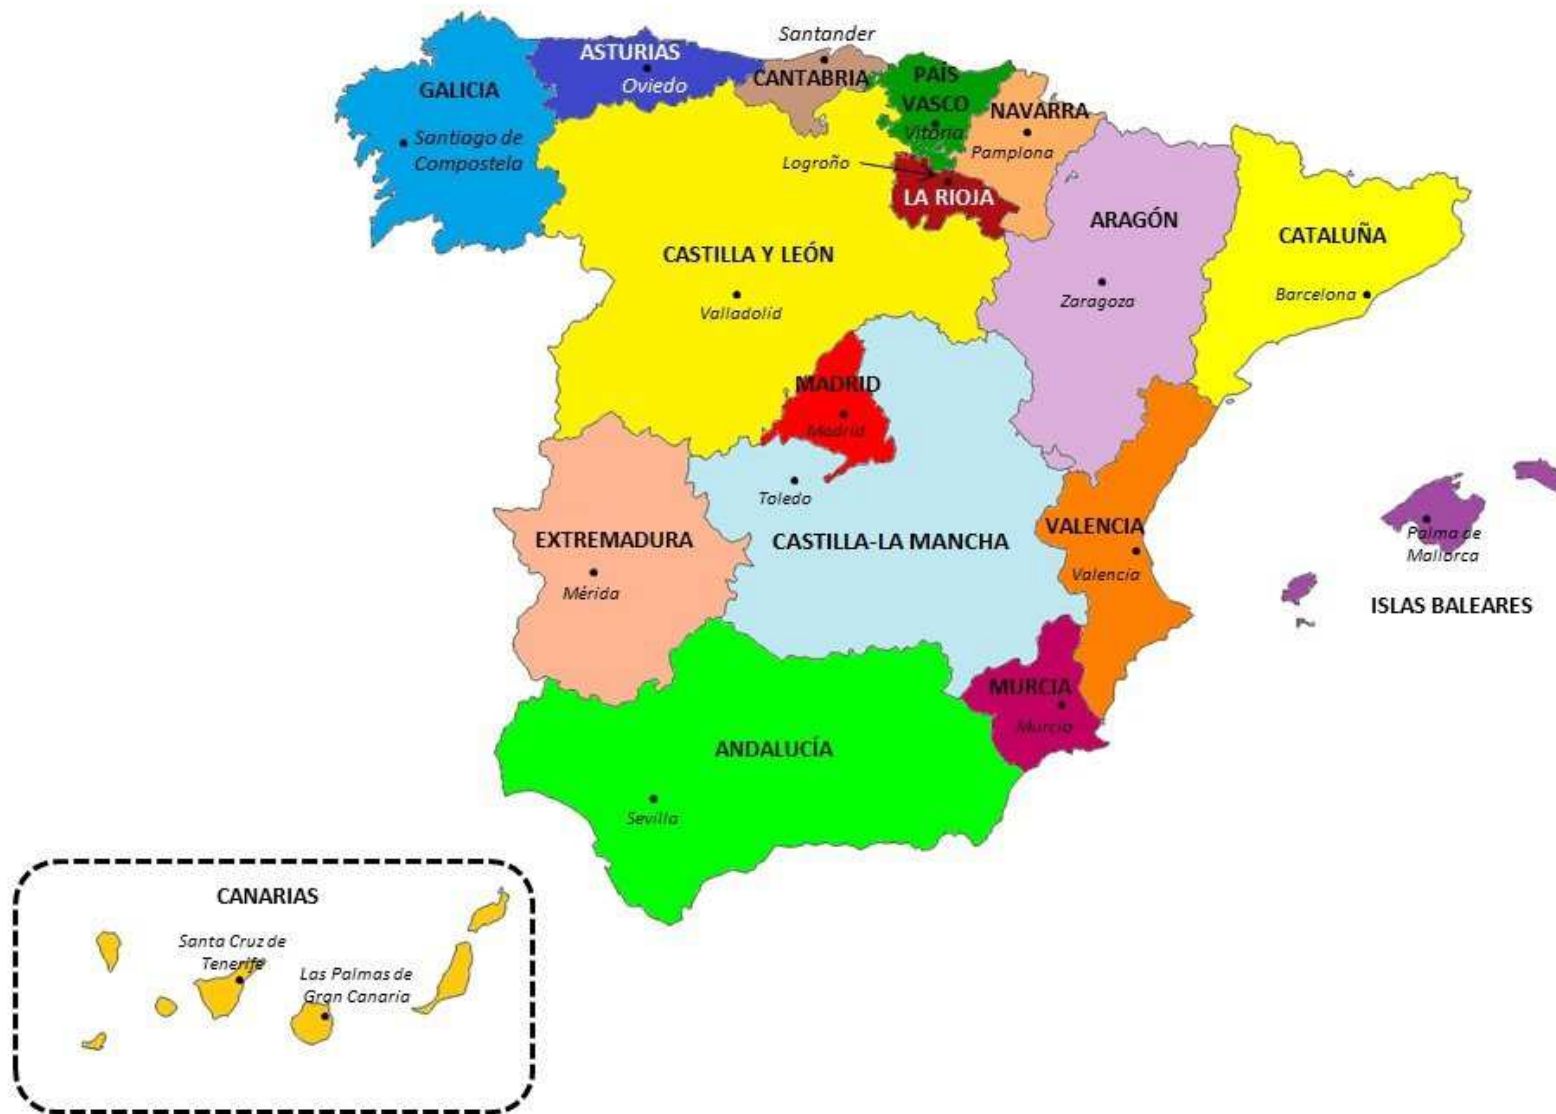 Santander
ASTURIAS
Oviedo
CANTABRIA
PAÍS
VASCO
Vitoria
GALICIA
Santiago de
Compostela
NAVARRA
Pamplona
Logroño
LA RIOJA
ARAGÓN
Zaragoza
CATALUÑA
Barcelona
CASTILLA Y LEÓN
Valladolid
MADRID
Madrid
Toledo
CASTILLA-LA MANCHA
EXTREMADURA
Mérida
VALENCIA
Valencia
Palma de
Mallorca
ISLAS BALEARES
MURCIA
Murcia
ANDALUCÍA
Sevilla
CANARIAS
Santa Cruz de
Tenerife
Las Palmas de
Gran Canaria